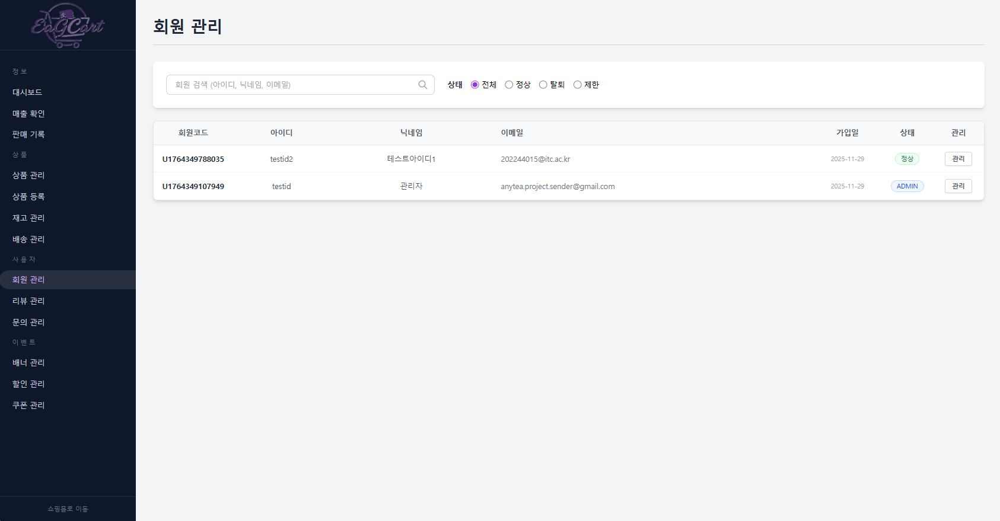 EaGCart
정보
대시보드
매출 확인
판매 기록
상품
상품 관리
상품 등록
재고 관리
배송 관리
사용자
회원 관리
리뷰 관리
문의 관리
이벤트
배너 관리
할인 관리
쿠폰 관리
쇼핑몰로 이동
회원 관리
회원 검색 (아이디, 닉네임, 이메일) 상태 전체 정상 탈퇴 제한
회원코드 아이디 닉네임 이메일 가입일 상태 관리
U1764349788035 testid2 테스트아이디1 202244015@itc.ac.kr 2025-11-29 정상 관리
U1764349107949 testid 관리자 anytea.project.sender@gmail.com 2025-11-29 ADMIN 관리